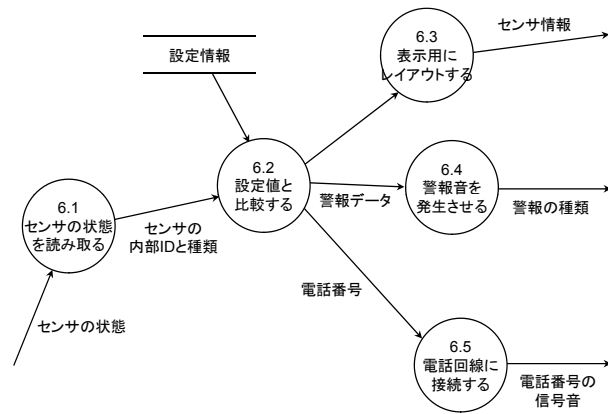 設定情報
6.3
表示用に
レイアウトする
センサ情報
6.2
設定値と
比較する
6.4
警報音を
発生させる
警報データ
警報の種類
6.1
センサの状態
を読み取る
センサの
内部IDと種類
電話番号
センサの状態
6.5
電話回線に
接続する
電話番号の
信号音